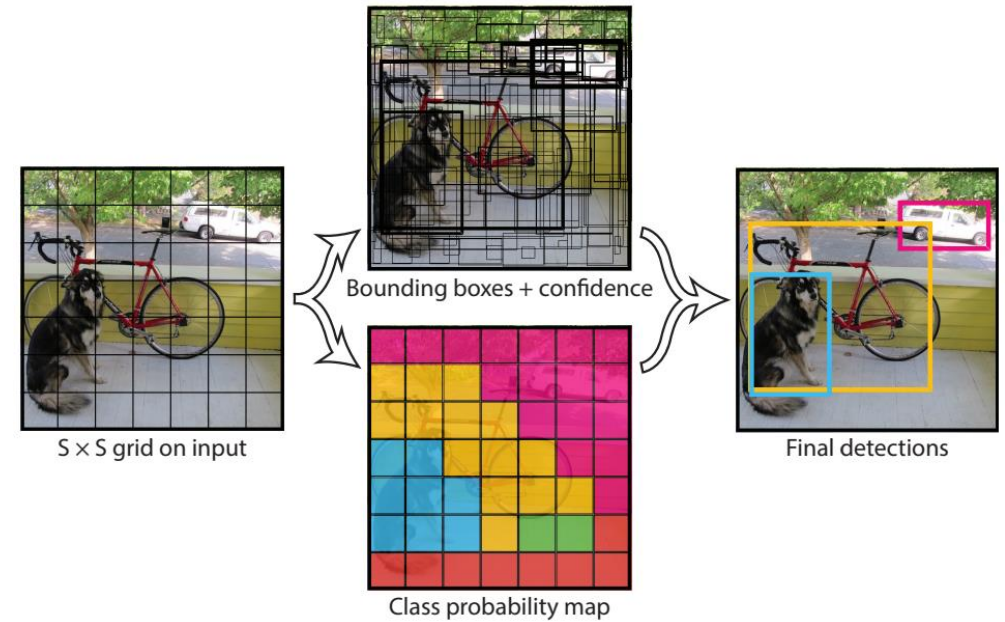 S × S grid on input
Bounding boxes + confidence
Class probability map
Final detections